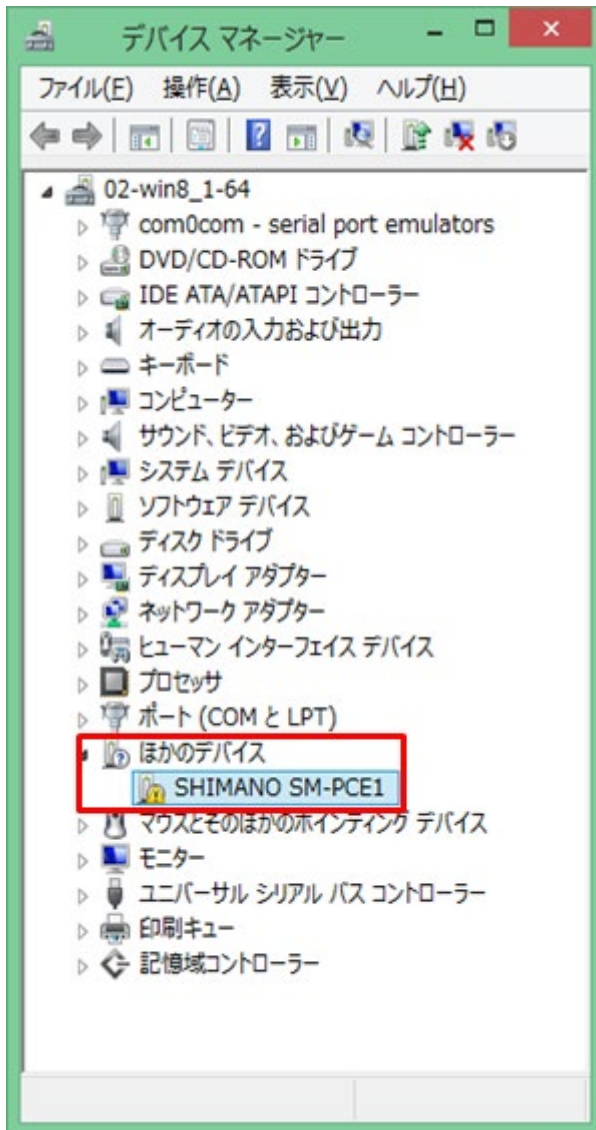 デバイス マネージャー
ファイル(F) 操作(A) 表示(V) ヘルプ(H)
02-win8_1-64
com0com - serial port emulators
DVD/CD-ROM ドライブ
IDE ATA/ATAPI コントローラー
オーディオの入力および出力
キーボード
コンピューター
サウンド、ビデオ、およびゲーム コントローラー
システム デバイス
ソフトウェア デバイス
ディスク ドライブ
ディスプレイ アダプター
ネットワーク アダプター
ヒューマン インターフェイス デバイス
プロセッサ
ポート (COM と LPT)
ほかのデバイス
SHIMANO SM-PCE1
マウスとそのほかのポインティング デバイス
モニター
ユニバーサル シリアル バス コントローラー
印刷キュー
記憶域コントローラー